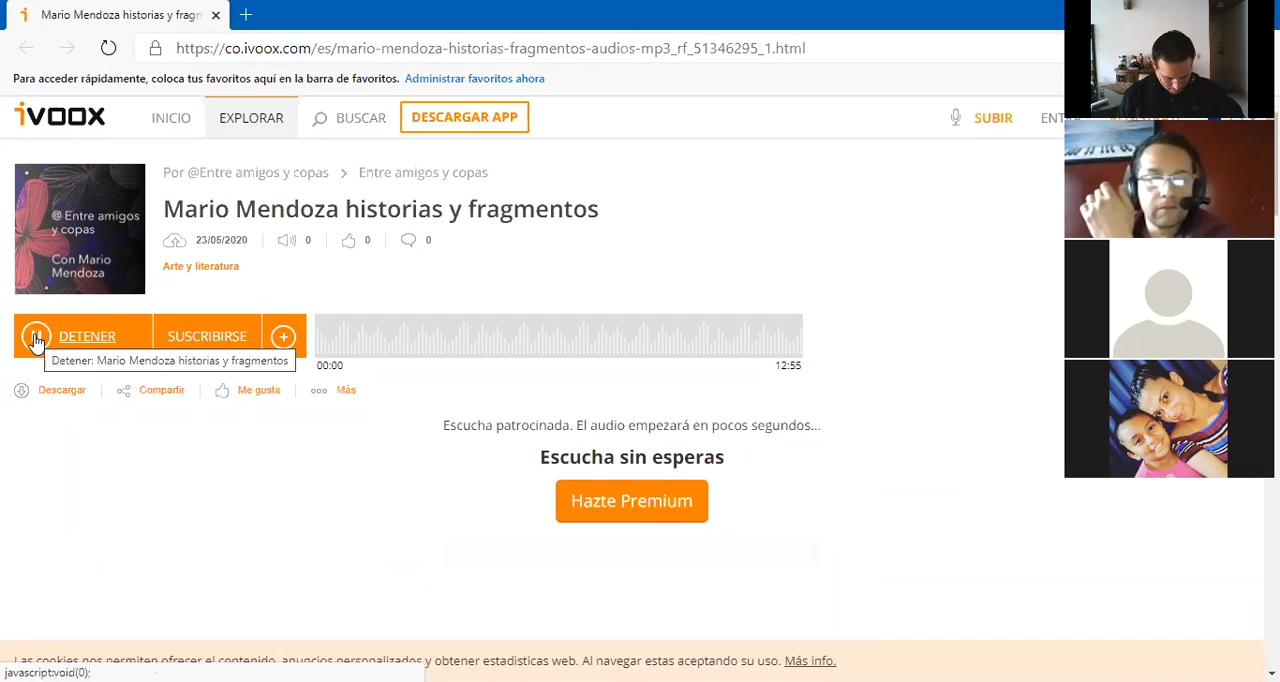 Mario Mendoza historias y fragm
https://co.ivoox.com/es/mario-mendoza-historias-fragmentos-audios-mp3_rf_51346295_1.html
Para acceder rápidamente, coloca tus favoritos aquí en la barra de favoritos. Administrar favoritos ahora
iVOOX INICIO EXPLORAR BUSCAR DESCARGAR APP SUBIR
Por @Entre amigos y copas > Entre amigos y copas
Mario Mendoza historias y fragmentos
23/05/2020 0 0 0
Arte y literatura
@ Entre amigos
y copas
Con Mario
Mendoza
DETENER SUSCRIBIRSE +
Detener: Mario Mendoza historias y fragmentos
00:00 12:55
Descargar Compartir Me gusta Más
Escucha patrocinada. El audio empezará en pocos segundos...
Escucha sin esperas
Hazte Premium
Las cookies nos permiten ofrecer el contenido, anuncios personalizados y obtener estadísticas web. Al navegar estas aceptando su uso. Más info.
javascript:void(0);